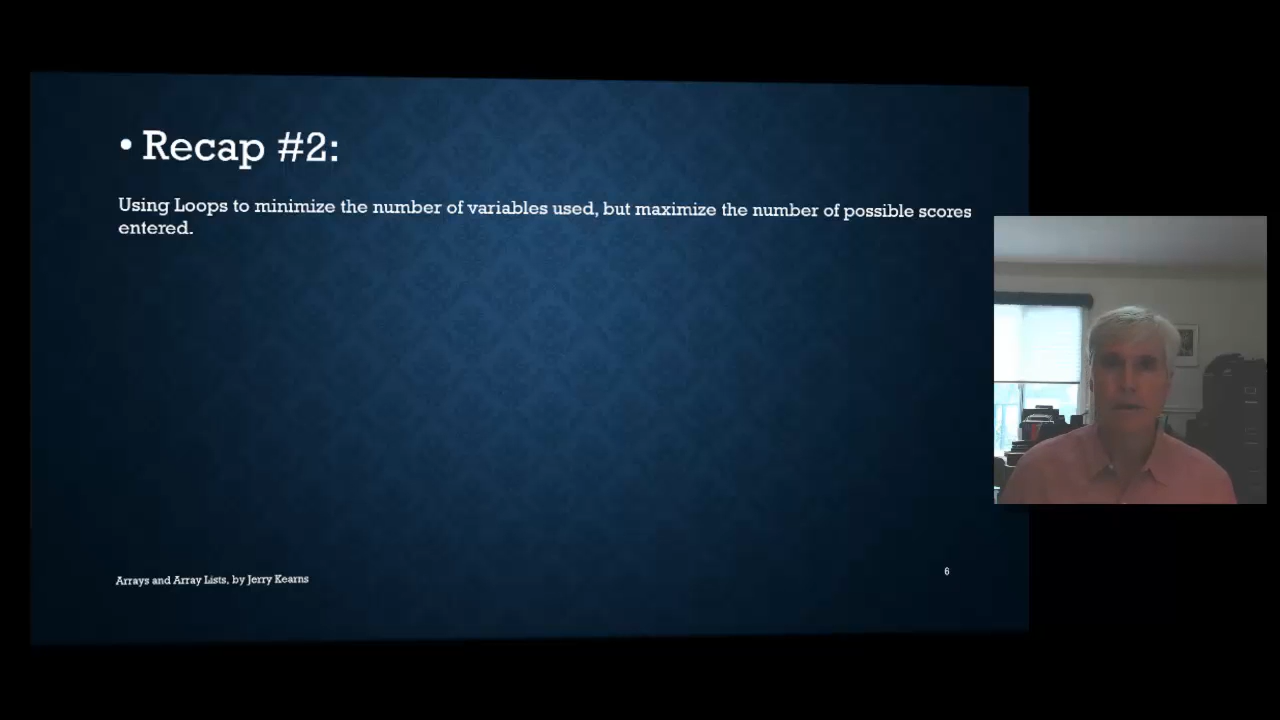 • Recap #2:
Using Loops to minimize the number of variables used, but maximize the number of possible scores
entered.
Arrays and Array Lists, by Jerry Kearns
6